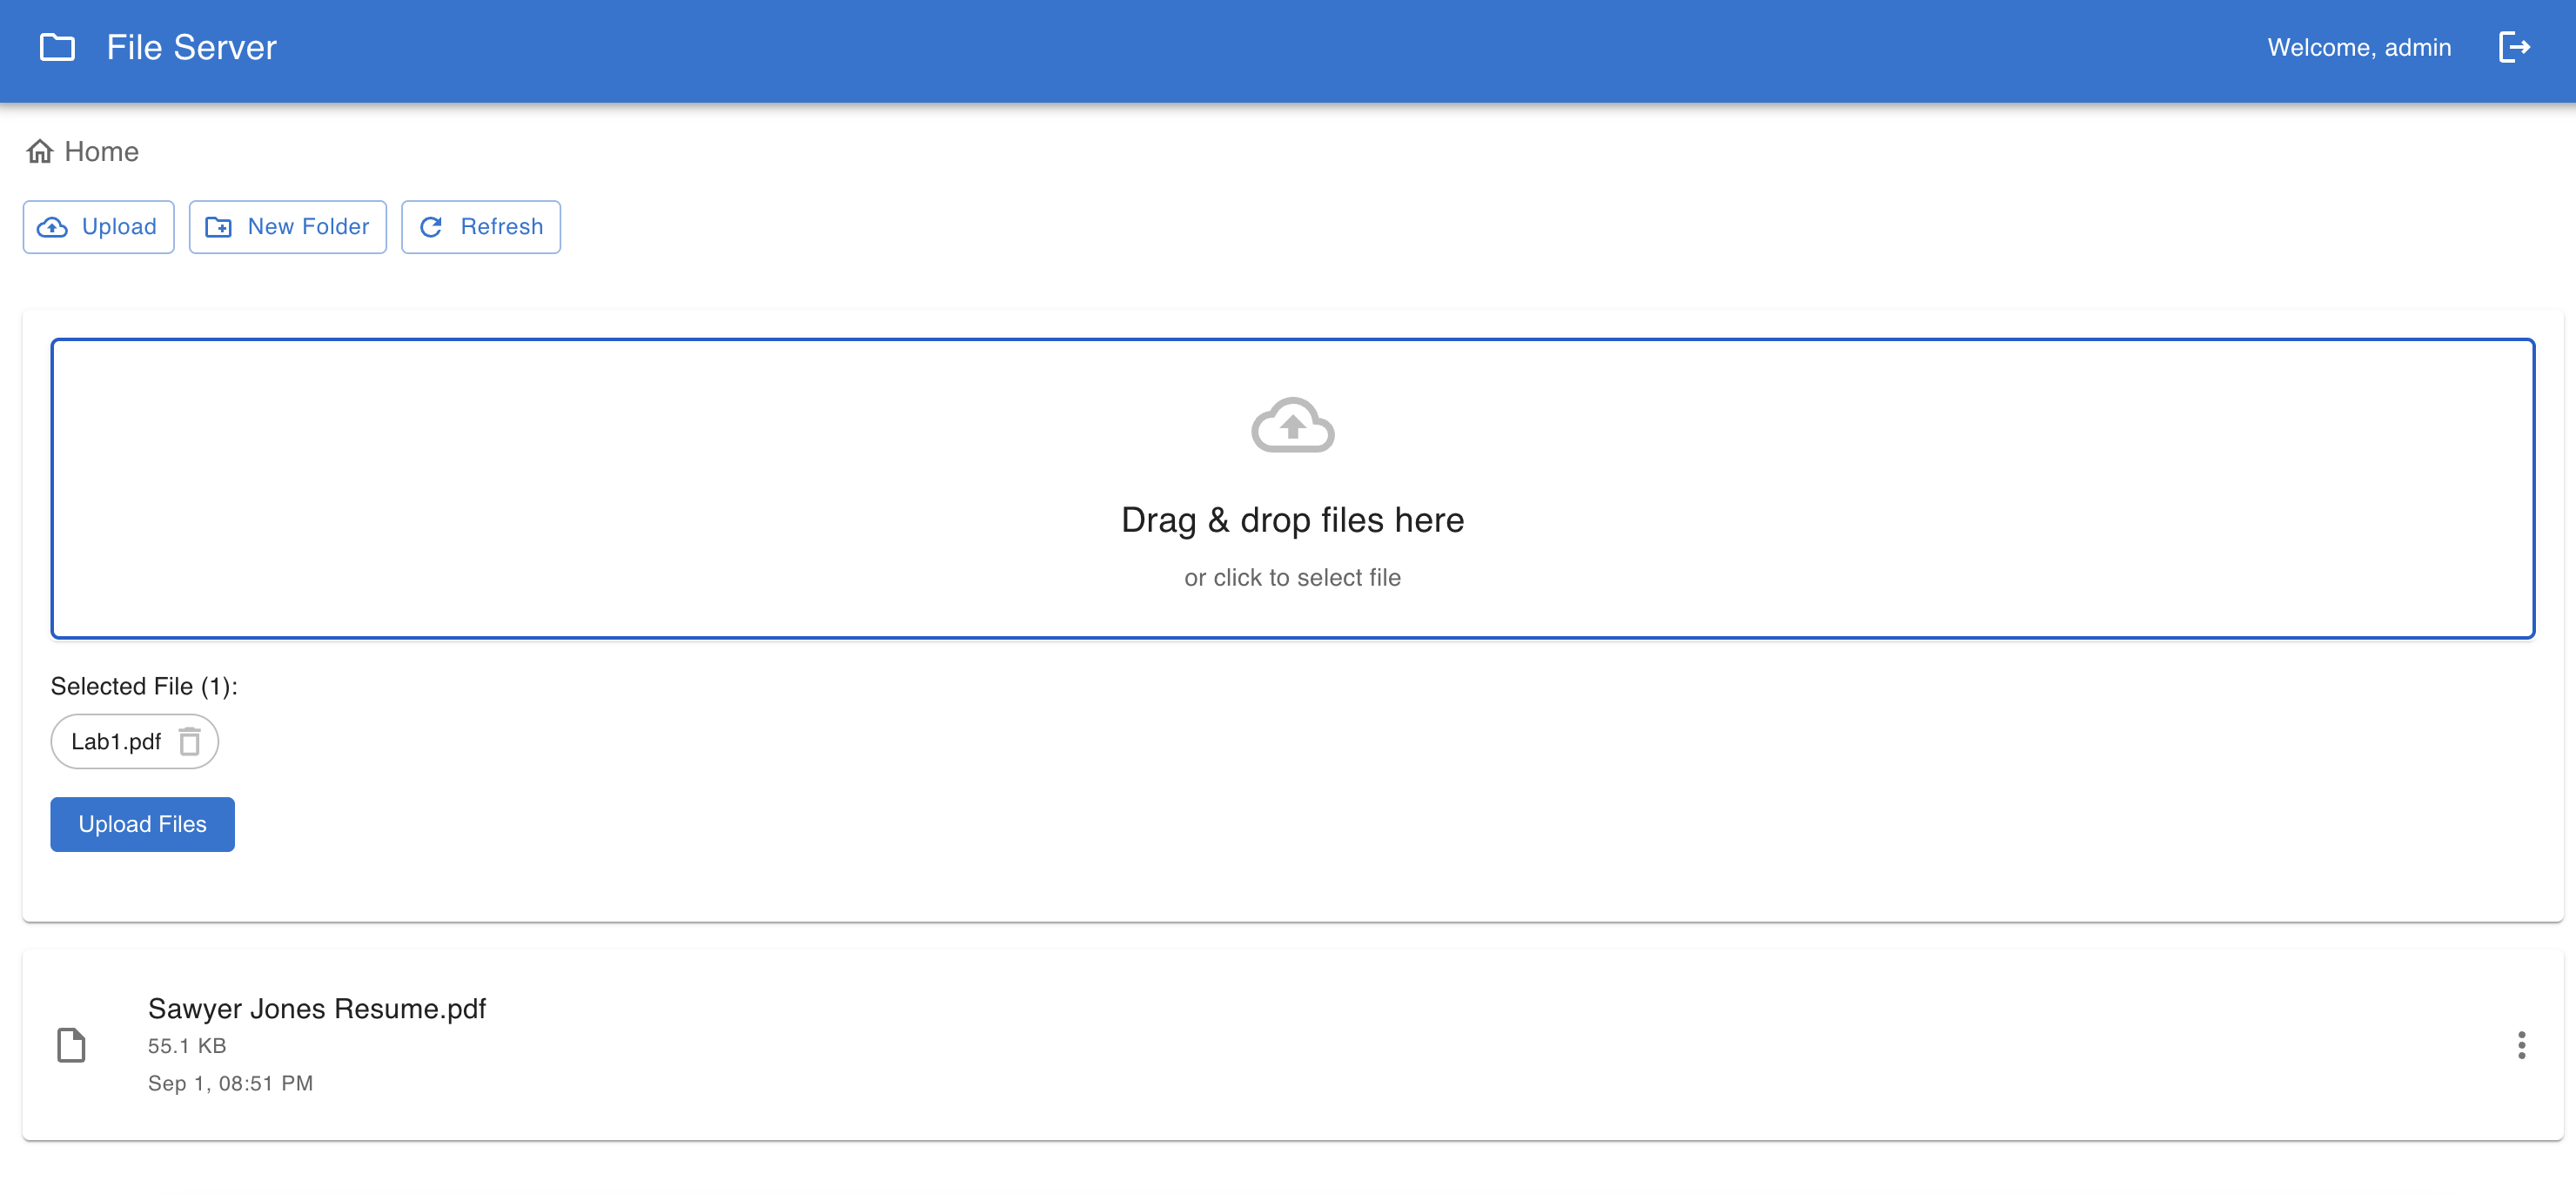 File Server
Welcome, admin
Home
Upload
New Folder
Refresh
Drag & drop files here
or click to select file
Selected File (1):
Lab1.pdf
Upload Files
Sawyer Jones Resume.pdf
55.1 KB
Sep 1, 08:51 PM